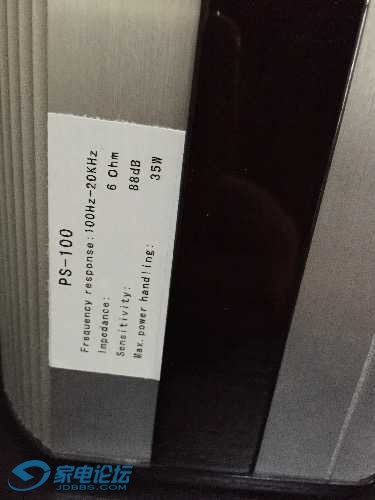 PS-100
Frequency response:100Hz-20KHz
Impedance: 6 Ohm
Sensitivity: 88dB
Max.power handlling: 35W
家电论坛
JDBBS.COM